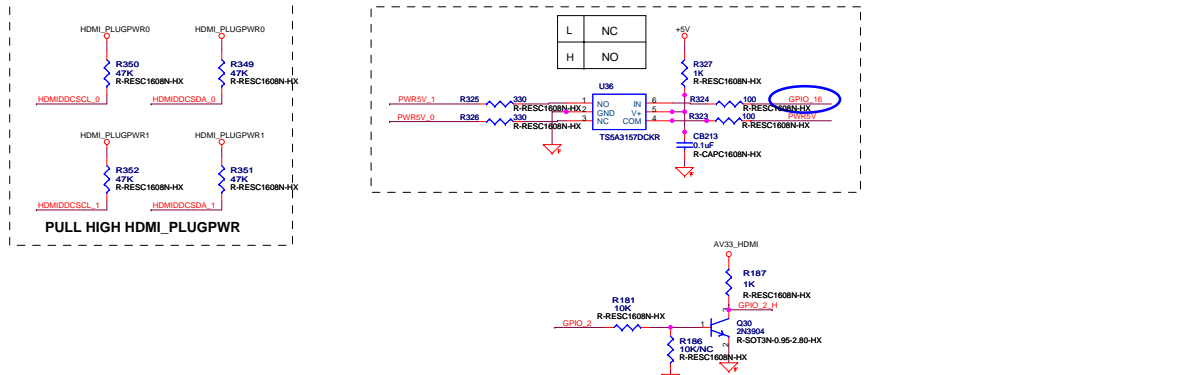 HDMI_PLUGPWR0
HDMI_PLUGPWR0
R350
47K
R-RESC1608N-HX
R349
47K
R-RESC1608N-HX
HDMIDDCSCL_0
HDMIDDCSDA_0
HDMI_PLUGPWR1
HDMI_PLUGPWR1
R352
47K
R-RESC1608N-HX
R351
47K
R-RESC1608N-HX
HDMIDDCSCL_1
HDMIDDCSDA_1
PULL HIGH HDMI_PLUGPWR
L NC
H NO
+5V
R327
1K
R-RESC1608N-HX
U36
PWR5V_1 R325 330 1 NO IN 6 R324 100 GPIO_16
R-RESC1608N-HX 2 GND V+ 5 R-RESC1608N-HX
PWR5V_0 R326 330 3 NC COM 4 R323 100 PWR5V
R-RESC1608N-HX
R-RESC1608N-HX
TS5A3157DCKR
CB213
0.1uF
R-CAPC1608N-HX
F
F
AV33_HDMI
R187
1K
R-RESC1608N-HX
GPIO_2_H
R181
10K
R-RESC1608N-HX
GPIO_2
1
3
2
Q30
2N3904
R-SOT3N-0.95-2.80-HX
R186
10K/NC
R-RESC1608N-HX
F